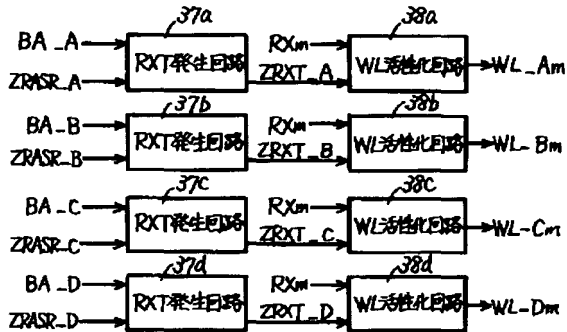 37a 38a
BA_A RXT発生回路 RXm WL活性化回路 WL_Am
ZRASR_A ZRXT_A
37b 38b
BA_B RXT発生回路 RXm WL活性化回路 WL_Bm
ZRASR_B ZRXT_B
37c 38c
BA_C RXT発生回路 RXm WL活性化回路 WL-Cm
ZRASR_C ZRXT_C
37d 38d
BA_D RXT発生回路 RXm WL活性化回路 WL-Dm
ZRASR_D ZRXT_D